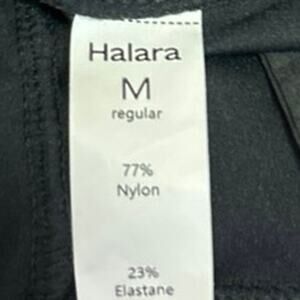 Halara
M
regular
77%
Nylon
23%
Elastane